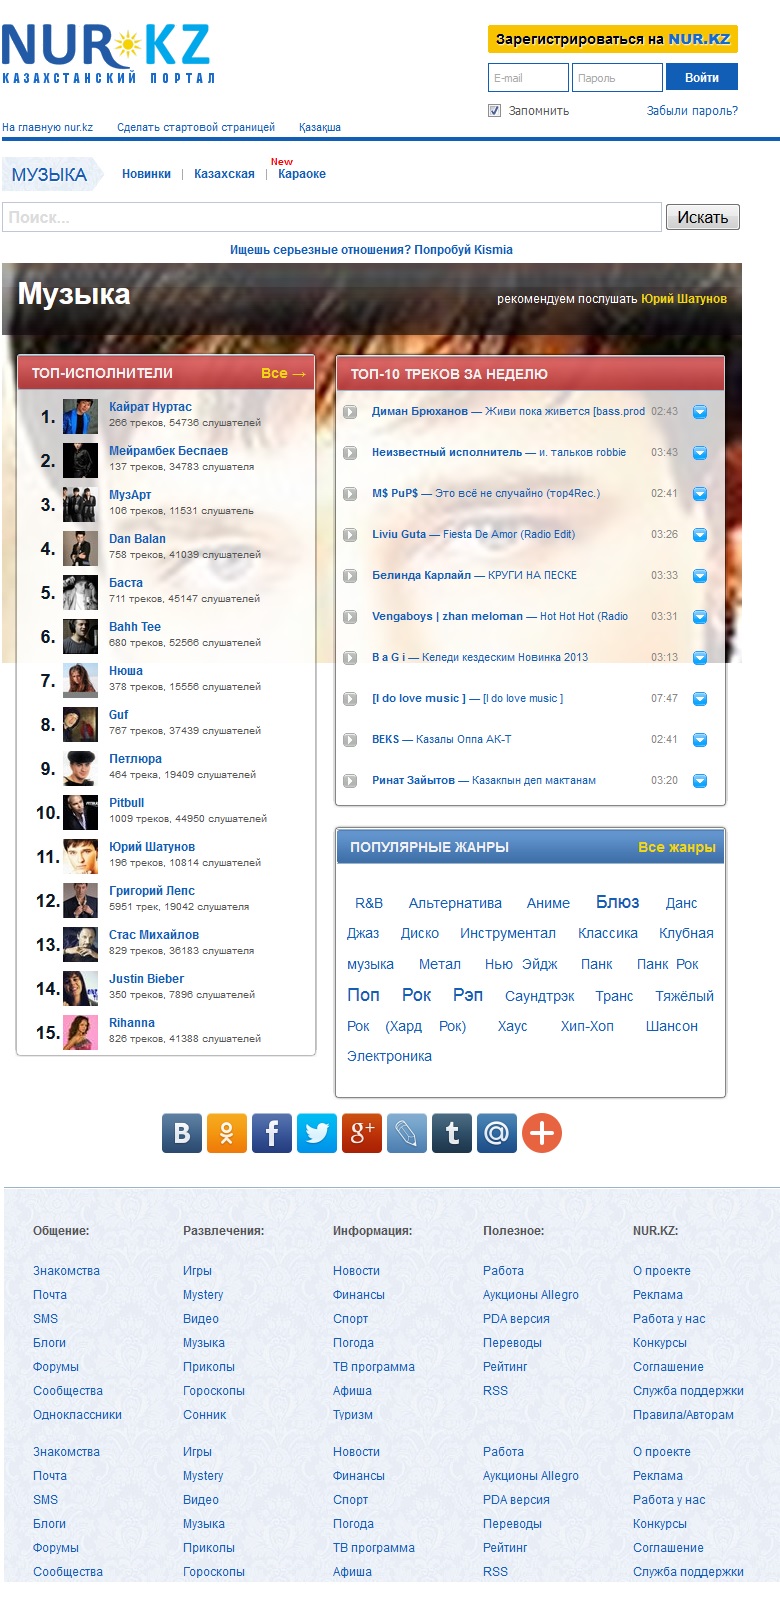 NUR KZ
КАЗАХСТАНСКИЙ ПОРТАЛ
Зарегистрироваться на NUR.KZ
E-mail Пароль Войти
Запомнить Забыли пароль?
На главную nur.kz Сделать стартовой страницей Қазақша
New
МУЗЫКА Новинки | Казахская | Караоке
Поиск... Искать
Ищешь серьезные отношения? Попробуй Kismia
Музыка
рекомендуем послушать Юрий Шатунов
ТОП-ИСПОЛНИТЕЛИ Все →
1. Кайрат Нуртас
266 треков, 54736 слушателей
2. Мейрамбек Беспаев
137 треков, 34783 слушателя
3. МузАрт
106 треков, 11531 слушатель
4. Dan Balan
758 треков, 41039 слушателей
5. Баста
711 треков, 45147 слушателей
6. Bahh Tee
680 треков, 52566 слушателей
7. Нюша
378 треков, 15556 слушателей
8. Guf
767 треков, 37439 слушателей
9. Петлюра
464 трека, 19409 слушателей
10. Pitbull
1009 треков, 44950 слушателей
11. Юрий Шатунов
196 треков, 10814 слушателей
12. Григорий Лепс
5951 трек, 19042 слушателя
13. Стас Михайлов
829 треков, 36183 слушателя
14. Justin Bieber
350 треков, 7896 слушателей
15. Rihanna
826 треков, 41388 слушателей
ТОП-10 ТРЕКОВ ЗА НЕДЕЛЮ
Диман Брюханов — Живи пока живется [bass.prod 02:43
Неизвестный исполнитель — и. тальков robbie 03:43
M$ PuP$ — Это всё не случайно (тор4Rec.) 02:41
Liviu Guta — Fiesta De Amor (Radio Edit) 03:26
Белинда Карлайл — КРУГИ НА ПЕСКЕ 03:33
Vengaboys | zhan meloman — Hot Hot Hot (Radio 03:31
B a G i — Келеди кездеским Новинка 2013 03:13
[I do love music ] — [I do love music ] 07:47
BEKS — Казалы Оппа АК-Т 02:41
Ринат Зайытов — Казакпын деп мактанам 03:20
ПОПУЛЯРНЫЕ ЖАНРЫ Все жанры
R&B Альтернатива Аниме Блюз Данс
Джаз Диско Инструментал Классика Клубная
музыка Метал Нью Эйдж Панк Панк Рок
Поп Рок Рэп Саундтрэк Транс Тяжёлый
Рок (Хард Рок) Хаус Хип-Хоп Шансон
Электроника
В f g+ t @
Общение: Развлечения: Информация: Полезное: NUR.KZ:
Знакомства Игры Новости Работа О проекте
Почта Mystery Финансы Аукционы Allegro Реклама
SMS Видео Спорт PDA версия Работа у нас
Блоги Музыка Погода Переводы Конкурсы
Форумы Приколы ТВ программа Рейтинг Соглашение
Сообщества Гороскопы Афиша RSS Служба поддержки
Одноклассники Сонник Туризм Правила/Авторам
Знакомства Игры Новости Работа О проекте
Почта Mystery Финансы Аукционы Allegro Реклама
SMS Видео Спорт PDA версия Работа у нас
Блоги Музыка Погода Переводы Конкурсы
Форумы Приколы ТВ программа Рейтинг Соглашение
Сообщества Гороскопы Афиша RSS Служба поддержки